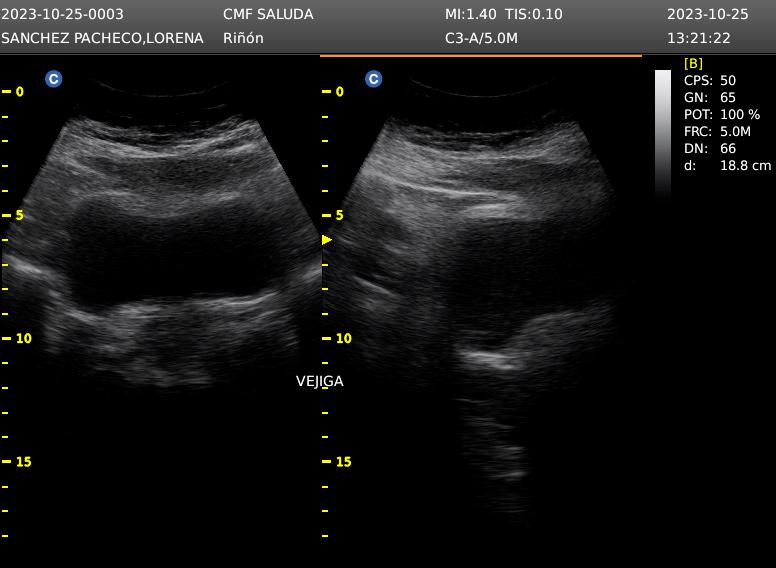 2023-10-25-0003 CMF SALUDA MI:1.40 TIS:0.10 2023-10-25
SANCHEZ PACHECO,LORENA Riñón C3-A/5.0M 13:21:22
C C
[B]
0 0
CPS: 50
GN: 65
POT: 100 %
FRC: 5.0M
DN: 66
d: 18.8 cm
5 5
10 10
VEJIGA
15 15